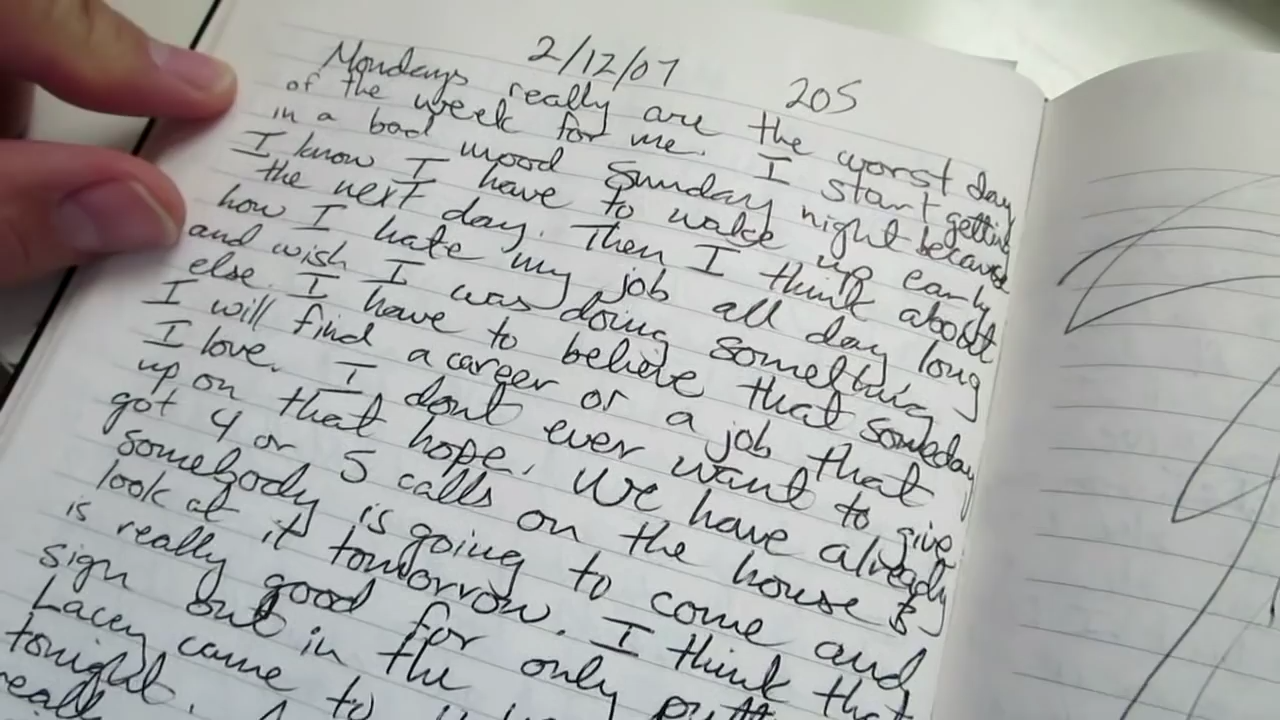 2/12/07 205
Mondays really are the worst day
of the week for me. I start getting
in a bad mood Sunday night because
I know I have to wake up early
the next day. Then I think about
how I hate my job all day long
and wish I was doing something
else. I have to believe that someday
I will find a career or a job that
I love. I dont ever want to give
up on that hope. We have already
got 4 or 5 calls on the house &
somebody is going to come and
look at it tomorrow. I think that
is really good for only putt
sign out in the
Lacey came to
tonight.
reall